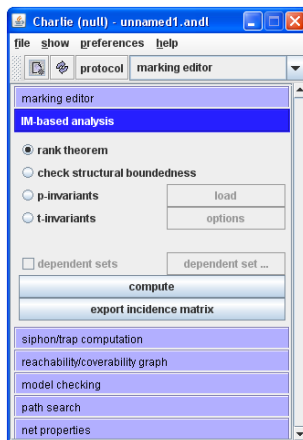 Charlie (null) - unnamed1.andl
file show preferences help
protocol marking editor
marking editor
IM-based analysis
rank theorem
check structural boundedness
p-invariants load
t-invariants options
dependent sets dependent set ...
compute
export incidence matrix
siphon/trap computation
reachability/coverability graph
model checking
path search
net properties